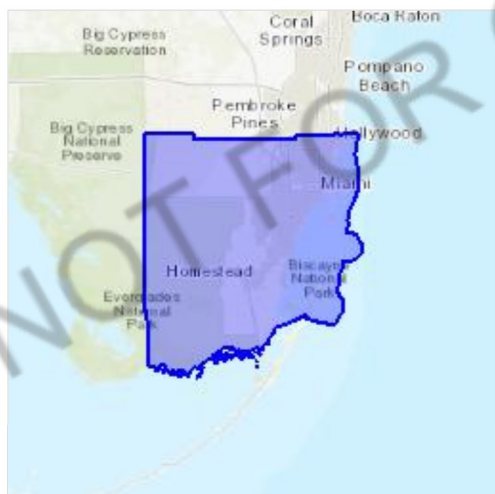 Coral
Springs
Boca Raton
Big Cypress
Reservation
Pompano
Beach
Pembroke
Pines
Hollywood
Big Cypress
National
Preserve
Miami
Homestead
Biscayne
National
Park
Everglades
National
Park
NOT FOR